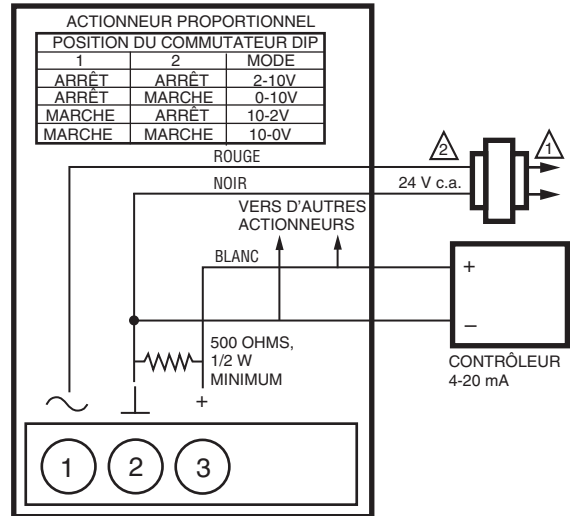 ACTIONNEUR PROPORTIONNEL
POSITION DU COMMUTATEUR DIP
1 2 MODE
ARRÊT ARRÊT 2-10V
ARRÊT MARCHE 0-10V
MARCHE ARRÊT 10-2V
MARCHE MARCHE 10-0V
ROUGE
2
1
NOIR
24 V c.a.
VERS D'AUTRES
ACTIONNEURS
BLANC
+
–
500 OHMS,
1/2 W
MINIMUM
+
CONTRÔLEUR
4-20 mA
1 2 3